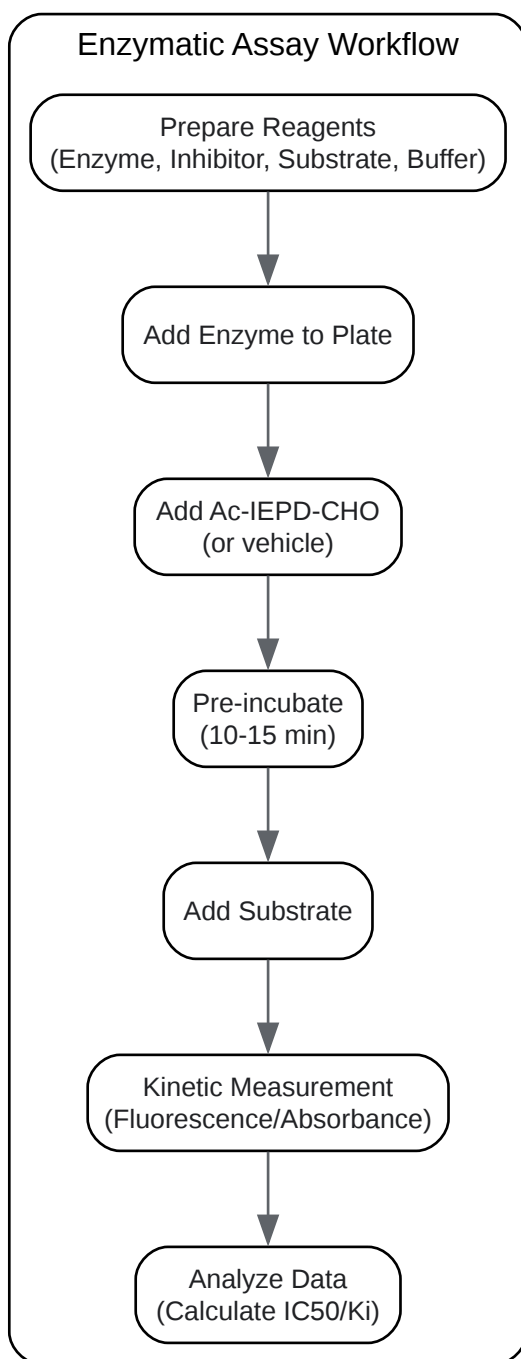 Enzymatic Assay Workflow
Prepare Reagents
(Enzyme, Inhibitor, Substrate, Buffer)
Add Enzyme to Plate
Add Ac-IEPD-CHO
(or vehicle)
Pre-incubate
(10-15 min)
Add Substrate
Kinetic Measurement
(Fluorescence/Absorbance)
Analyze Data
(Calculate IC50/Ki)